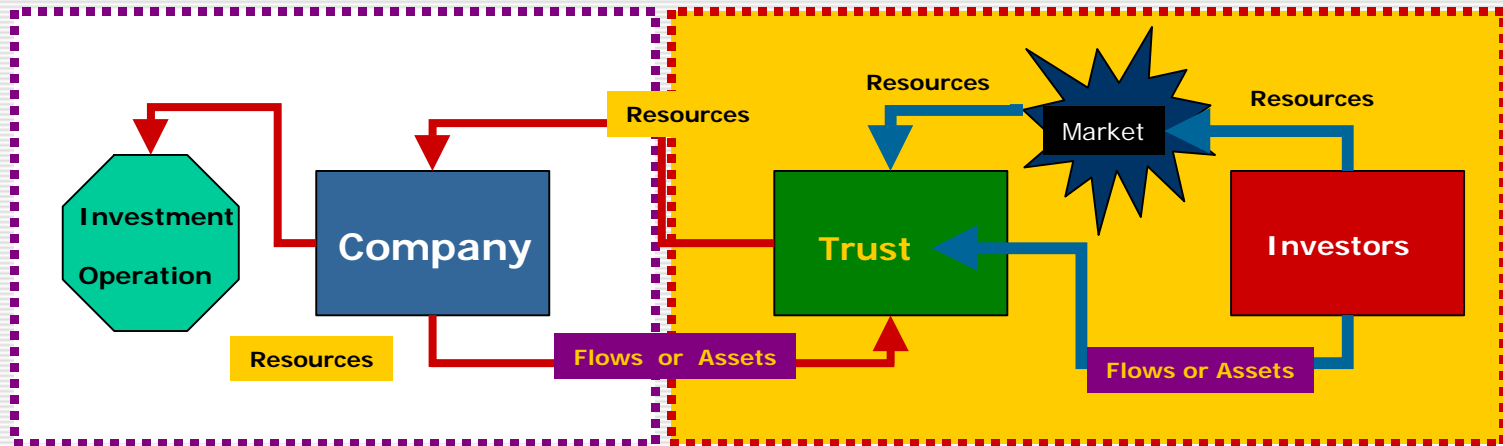 Resources
Resources
Resources
Market
Investment
Operation
Company
Trust
Investors
Resources
Flows or Assets
Flows or Assets